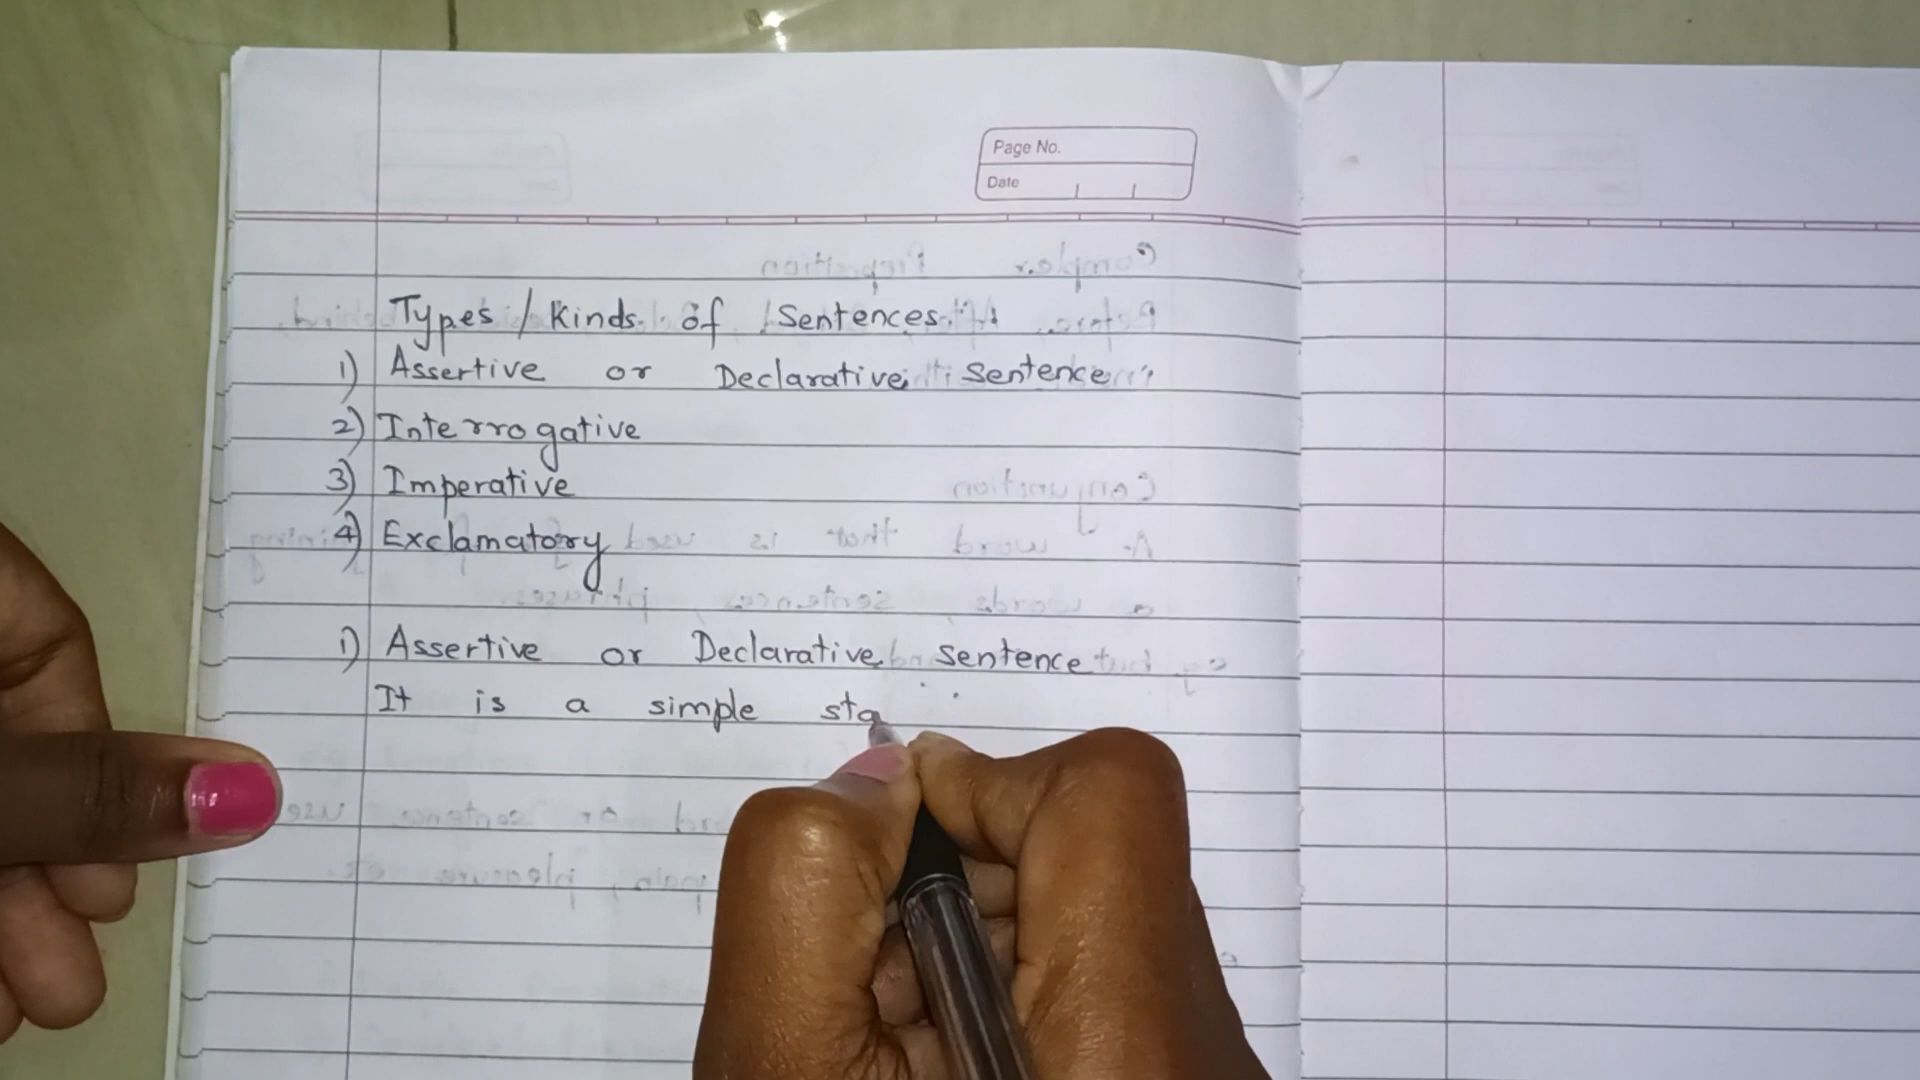 Page No.
Date
Types / Kinds of Sentences :
1) Assertive or Declarative Sentence
2) Interrogative
3) Imperative
4) Exclamatory
1) Assertive or Declarative Sentence
It is a simple sta